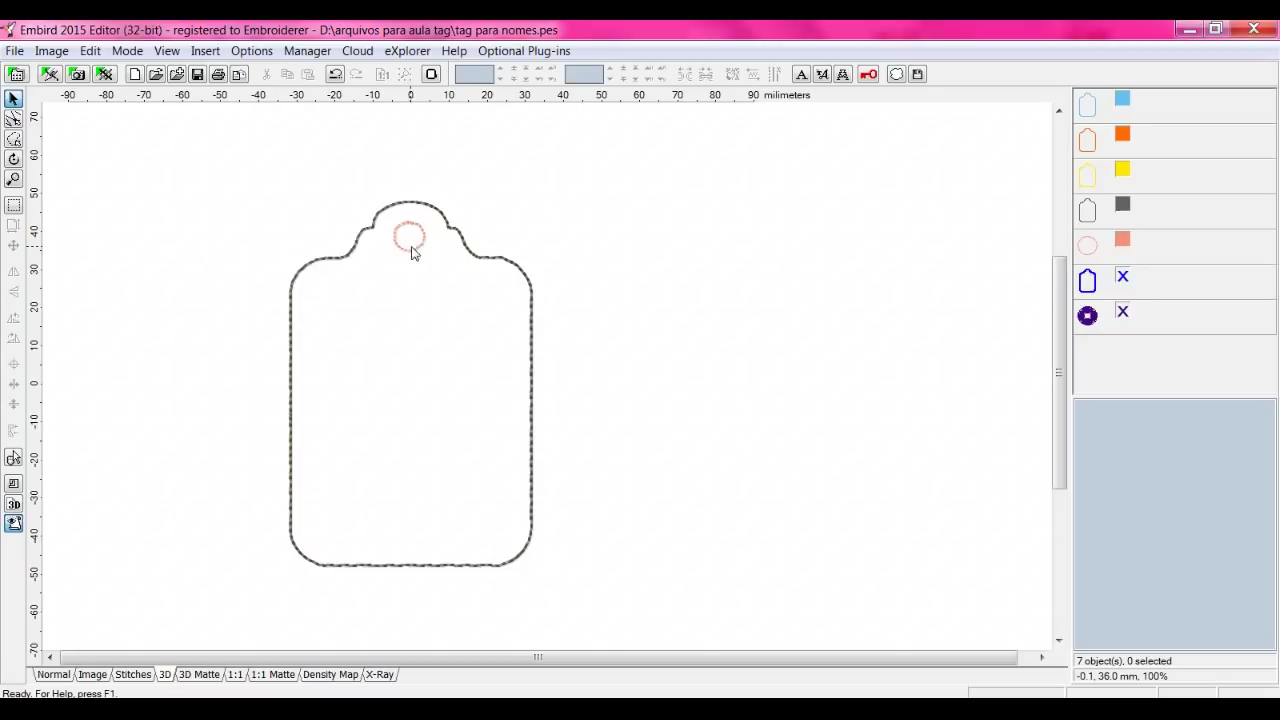 Embird 2015 Editor (32-bit) - registered to Embroiderer - D:\arquivos para aula tag\tag para nomes.pes
File Image Edit Mode View Insert Options Manager Cloud eXplorer Help Optional Plug-ins
-90 -80 -70 -60 -50 -40 -30 -20 -10 0 10 20 30 40 50 60 70 80 90 milimeters
70
60
50
40
30
20
10
0
-10
-20
-30
-40
-50
-60
-70
3D
Normal Image Stitches 3D 3D Matte 1:1 1:1 Matte Density Map X-Ray
7 object(s), 0 selected
-0.1, 36.0 mm, 100%
Ready. For Help, press F1.